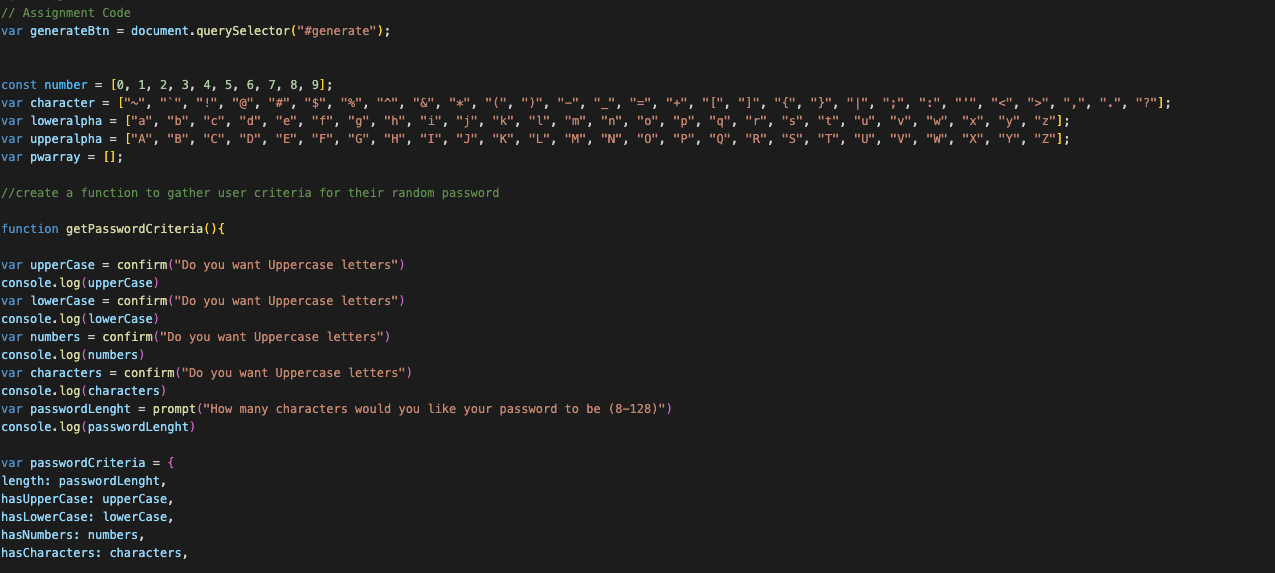 // Assignment Code
var generateBtn = document.querySelector("#generate");
const number = [0, 1, 2, 3, 4, 5, 6, 7, 8, 9];
var character = ["~", "`", "!", "@", "#", "$", "%", "^", "&", "*", "(", ")", "-", "_", "=", "+", "[", "]", "{", "}", "|", ";", ":", "'", "<", ">", ",", ".", "?"];
var loweralpha = ["a", "b", "c", "d", "e", "f", "g", "h", "i", "j", "k", "l", "m", "n", "o", "p", "q", "r", "s", "t", "u", "v", "w", "x", "y", "z"];
var upperalpha = ["A", "B", "C", "D", "E", "F", "G", "H", "I", "J", "K", "L", "M", "N", "O", "P", "Q", "R", "S", "T", "U", "V", "W", "X", "Y", "Z"];
var pwarray = [];
//create a function to gather user criteria for their random password
function getPasswordCriteria(){
var upperCase = confirm("Do you want Uppercase letters")
console.log(upperCase)
var lowerCase = confirm("Do you want Uppercase letters")
console.log(lowerCase)
var numbers = confirm("Do you want Uppercase letters")
console.log(numbers)
var characters = confirm("Do you want Uppercase letters")
console.log(characters)
var passwordLenght = prompt("How many characters would you like your password to be (8-128)")
console.log(passwordLenght)
var passwordCriteria = {
length: passwordLenght,
hasUpperCase: upperCase,
hasLowerCase: lowerCase,
hasNumbers: numbers,
hasCharacters: characters,